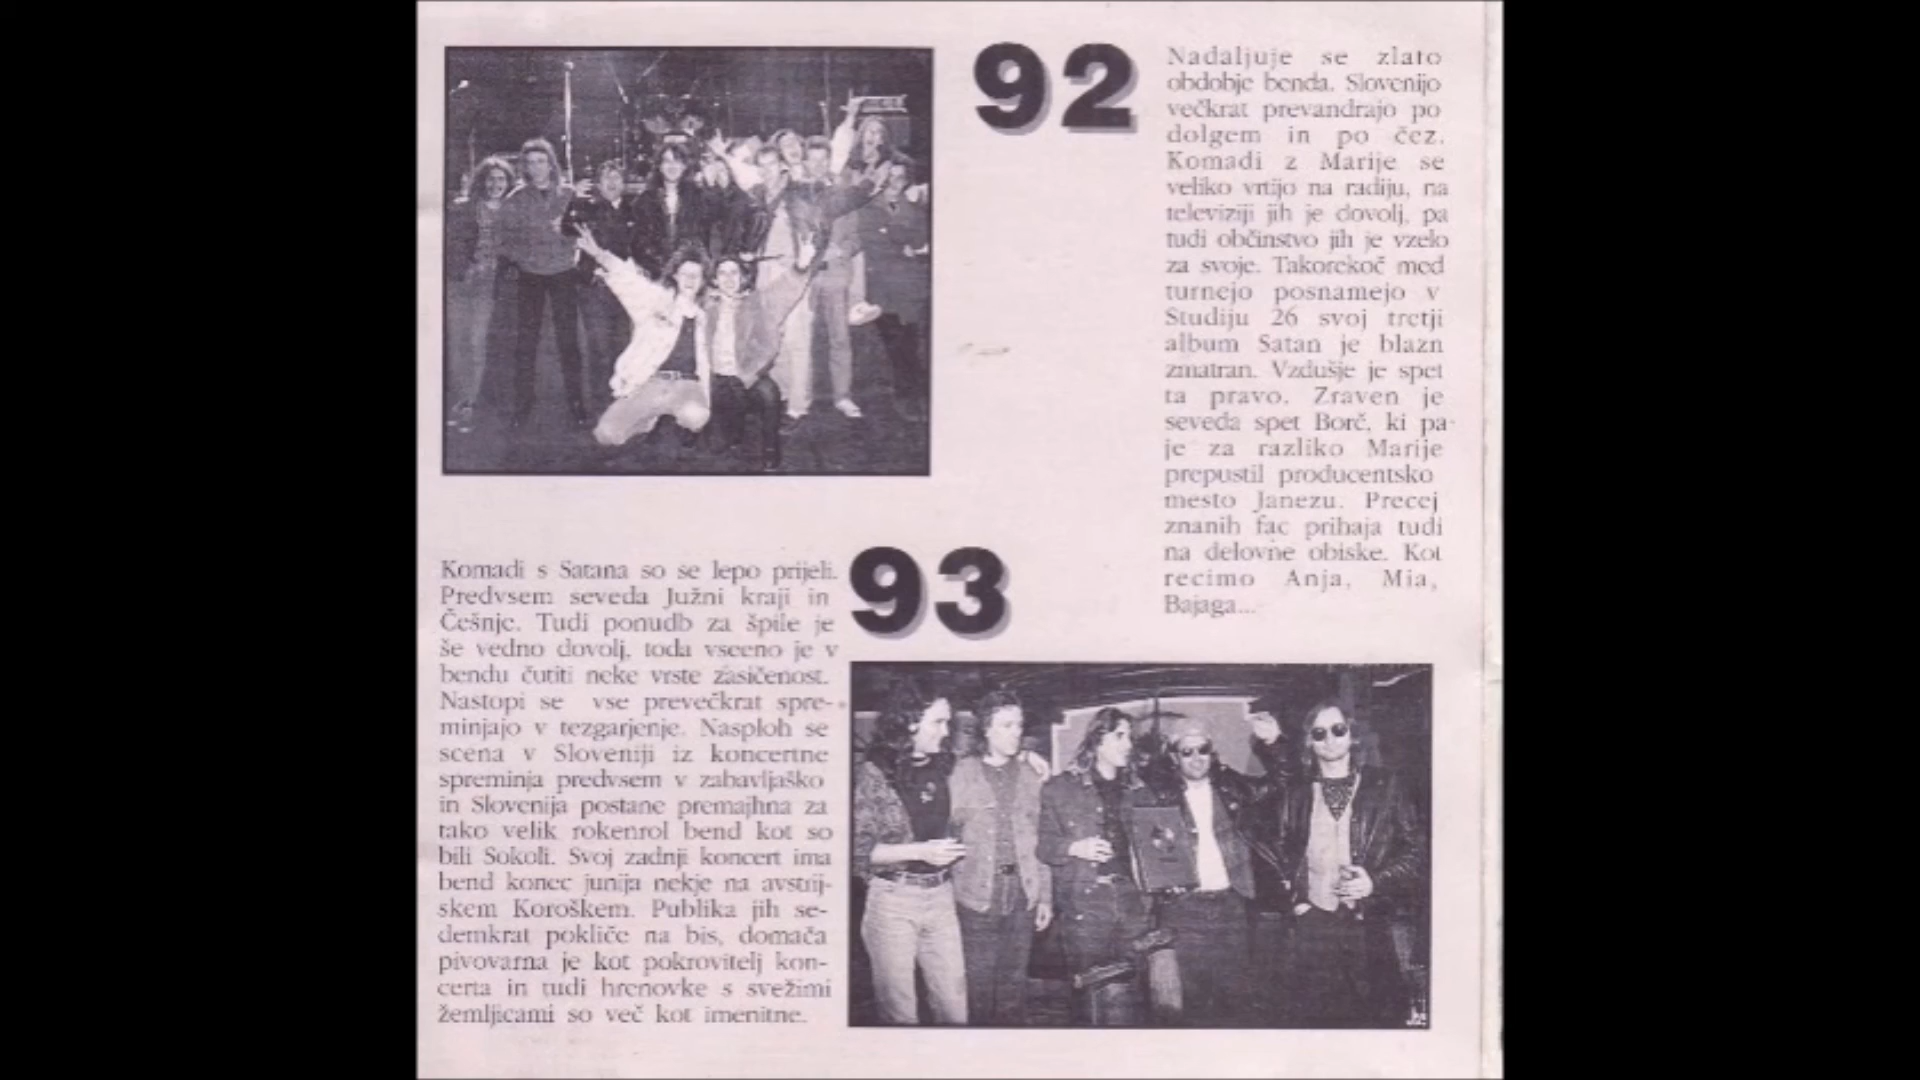 92
Nadaljuje se zlato
obdobje benda. Slovenijo
večkrat prevandrajo po
dolgem in po čez.
Komadi z Marije se
veliko vrtijo na radiju, na
televiziji jih je dovolj, pa
tudi občinstvo jih je vzelo
za svoje. Takorekoč med
turnejo posnamejo v
Studiju 26 svoj tretji
album Satan je blazn
zmatran. Vzdušje je spet
ta pravo. Zraven je
seveda spet Borč, ki pa
je za razliko Marije
prepustil producentsko
mesto Janezu. Precej
znanih fac prihaja tudi
na delovne obiske. Kot
recimo Anja, Mia,
Bajaga...
93
Komadi s Satana so se lepo prijeli.
Predvsem seveda Južni kraji in
Češnje. Tudi ponudb za špile je
še vedno dovolj, toda vseeno je v
bendu čutiti neke vrste zasičenost.
Nastopi se vse prevečkrat spre-
minjajo v tezgarjenje. Nasploh se
scena v Sloveniji iz koncertne
spreminja predvsem v zabavljaško
in Slovenija postane premajhna za
tako velik rokenrol bend kot so
bili Sokoli. Svoj zadnji koncert ima
bend konec junija nekje na avstrij-
skem Koroškem. Publika jih se-
demkrat pokliče na bis, domača
pivovarna je kot pokrovitelj kon-
certa in tudi hrenovke s svežimi
žemljicami so več kot imenitne.